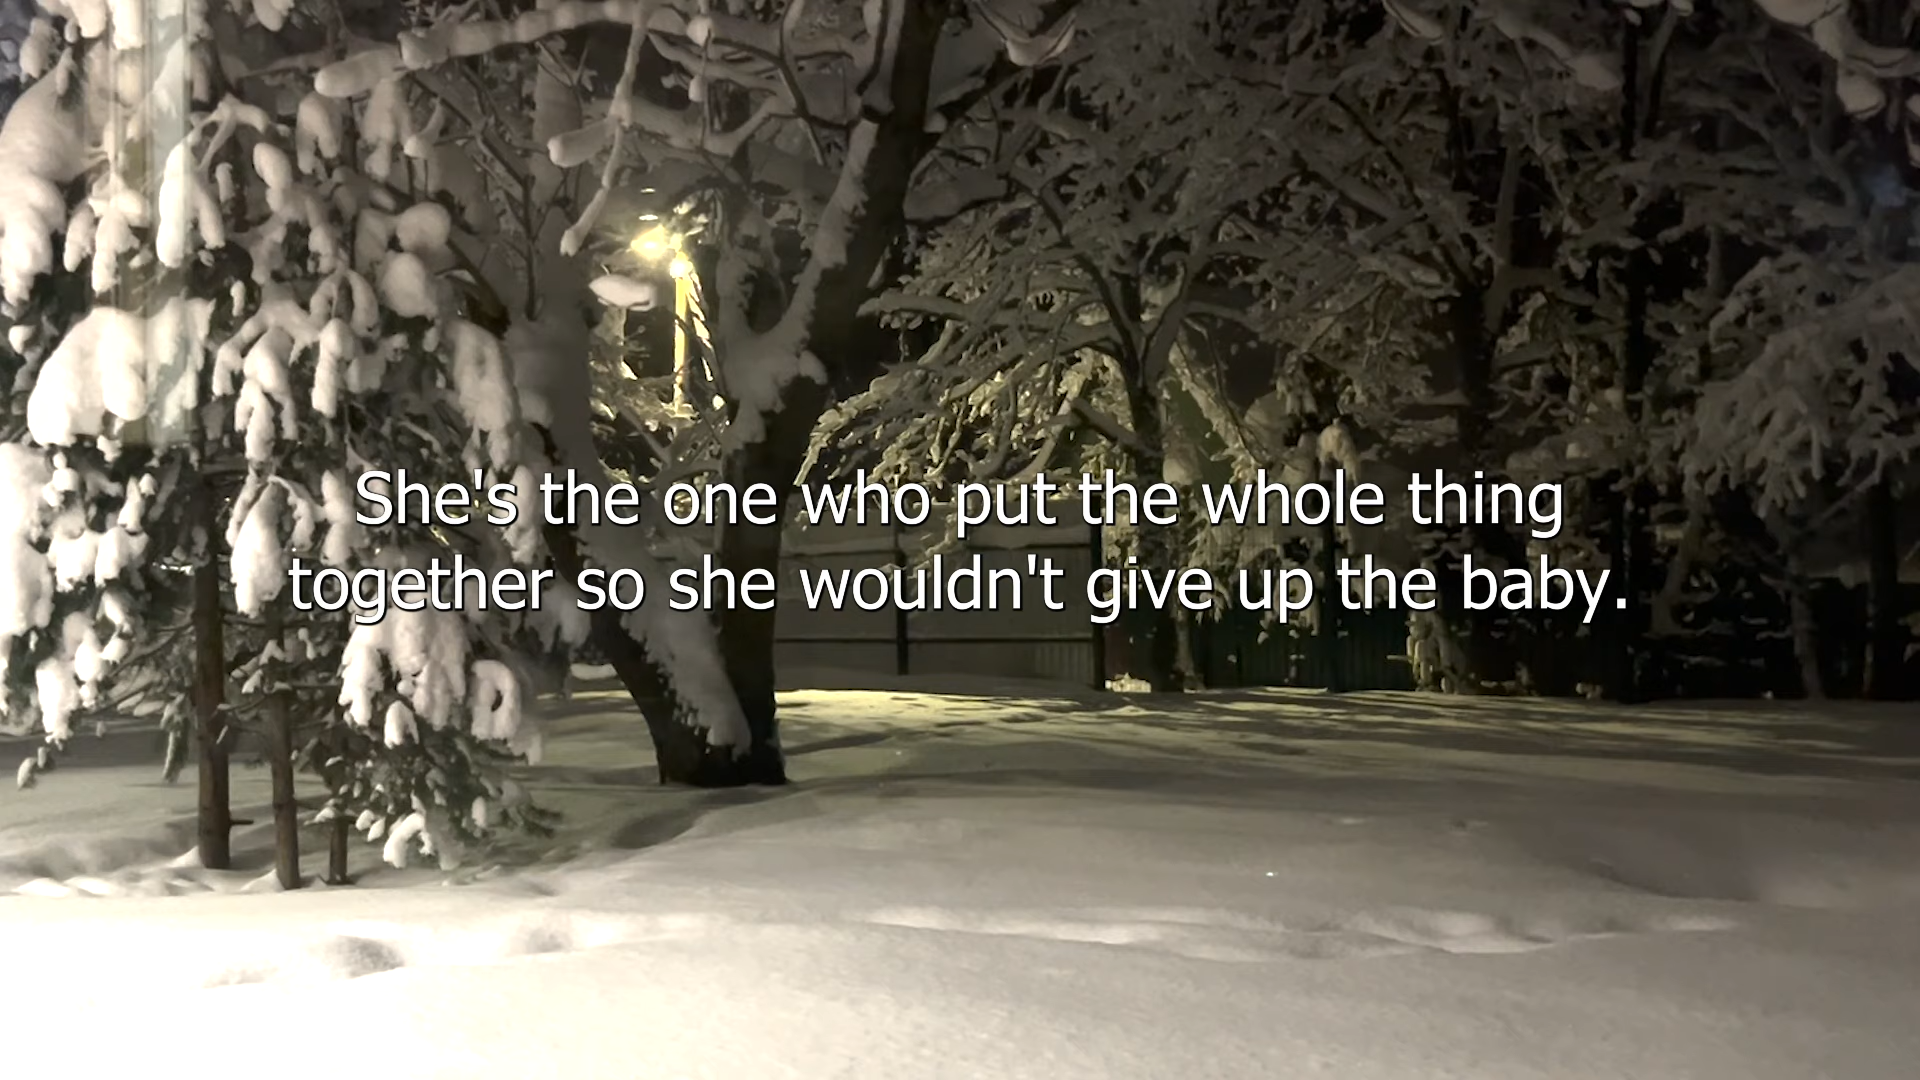 She's the one who put the whole thing
together so she wouldn't give up the baby.